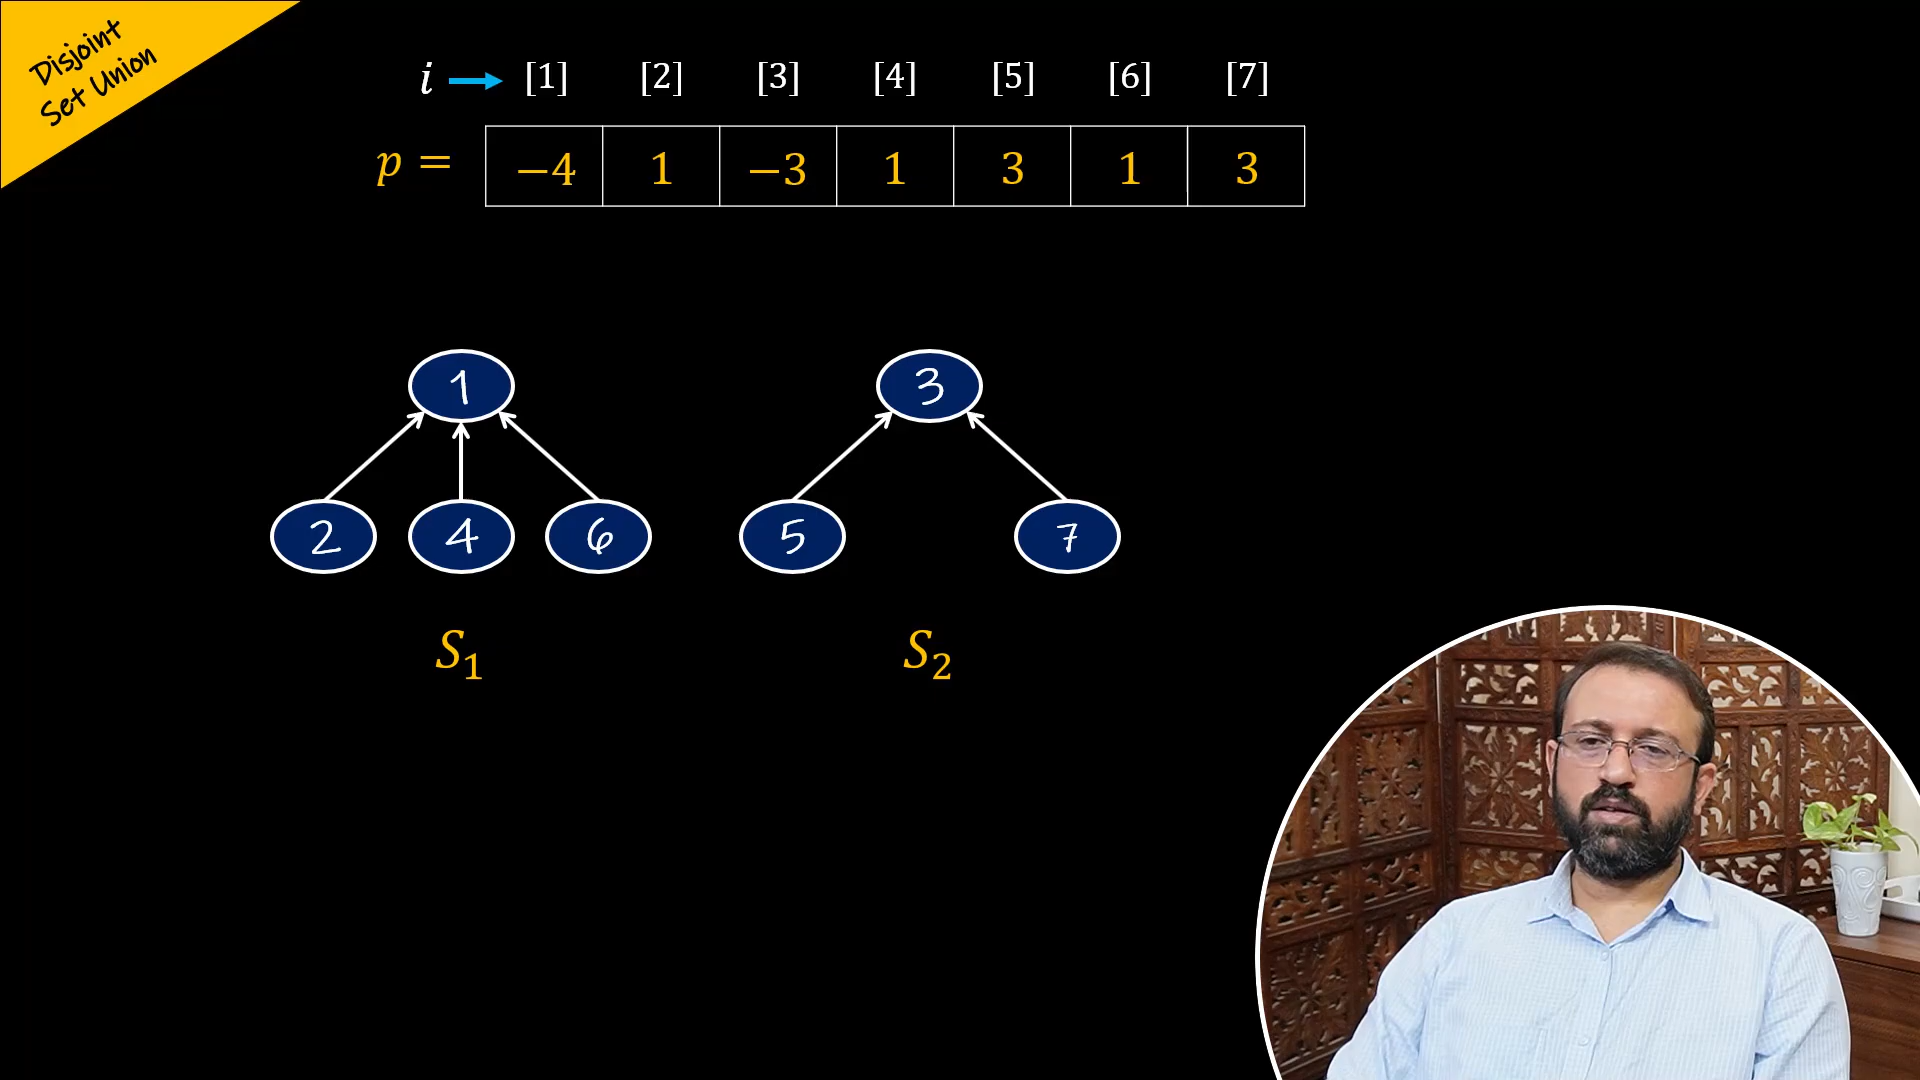 Disjoint
Set Union
i → [1] [2] [3] [4] [5] [6] [7]
p = −4 1 −3 1 3 1 3
1 3
2 4 6 5 7
S₁ S₂